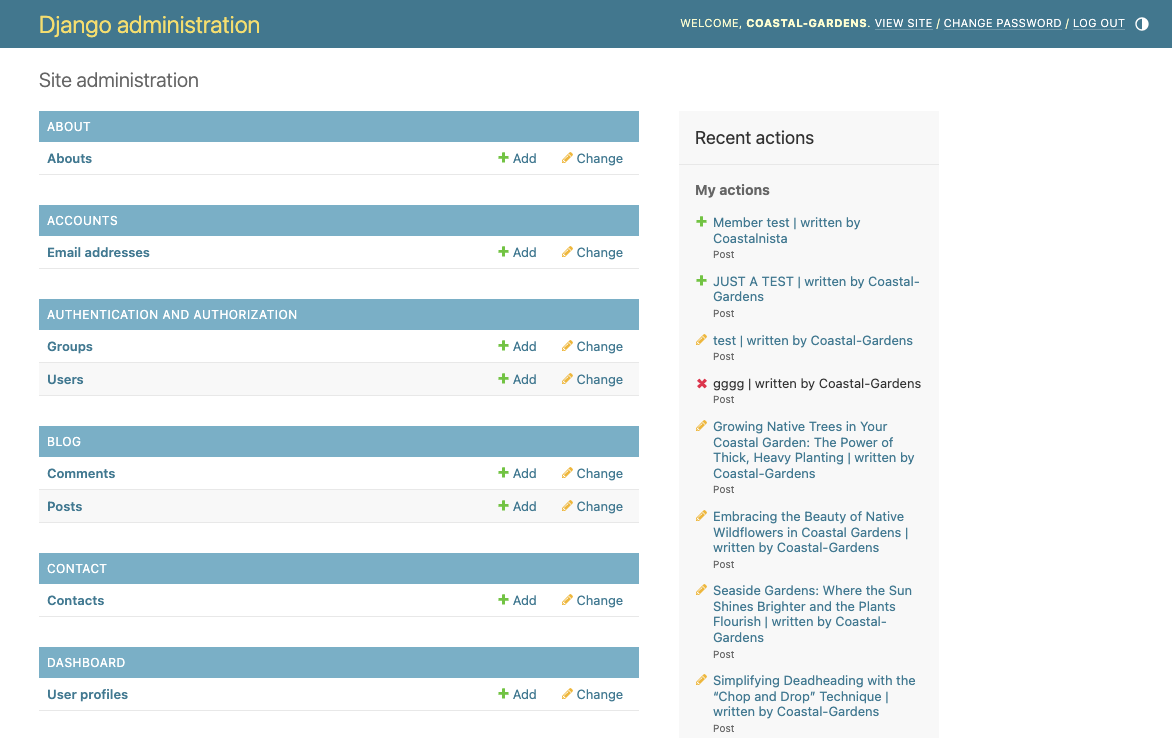 Django administration
WELCOME, COASTAL-GARDENS. VIEW SITE / CHANGE PASSWORD / LOG OUT
Site administration
ABOUT
Abouts Add Change
ACCOUNTS
Email addresses Add Change
AUTHENTICATION AND AUTHORIZATION
Groups Add Change
Users Add Change
BLOG
Comments Add Change
Posts Add Change
CONTACT
Contacts Add Change
DASHBOARD
User profiles Add Change
Recent actions
My actions
Member test | written by
Coastalnista
Post
JUST A TEST | written by Coastal-
Gardens
Post
test | written by Coastal-Gardens
Post
gggg | written by Coastal-Gardens
Post
Growing Native Trees in Your
Coastal Garden: The Power of
Thick, Heavy Planting | written by
Coastal-Gardens
Post
Embracing the Beauty of Native
Wildflowers in Coastal Gardens |
written by Coastal-Gardens
Post
Seaside Gardens: Where the Sun
Shines Brighter and the Plants
Flourish | written by Coastal-
Gardens
Post
Simplifying Deadheading with the
“Chop and Drop” Technique |
written by Coastal-Gardens
Post